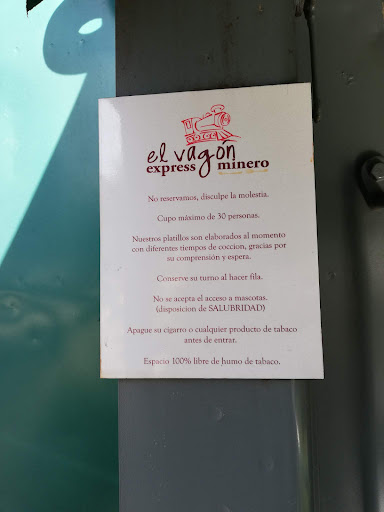 el vagón
express minero
No reservamos, disculpe la molestia.
Cupo máximo de 30 personas.
Nuestros platillos son elaborados al momento
con diferentes tiempos de coccion, gracias por
su comprensión y espera.
Conserve su turno al hacer fila.
No se acepta el acceso a mascotas.
(disposicion de SALUBRIDAD)
Apague su cigarro o cualquier producto de tabaco
antes de entrar.
Espacio 100% libre de humo de tabaco.